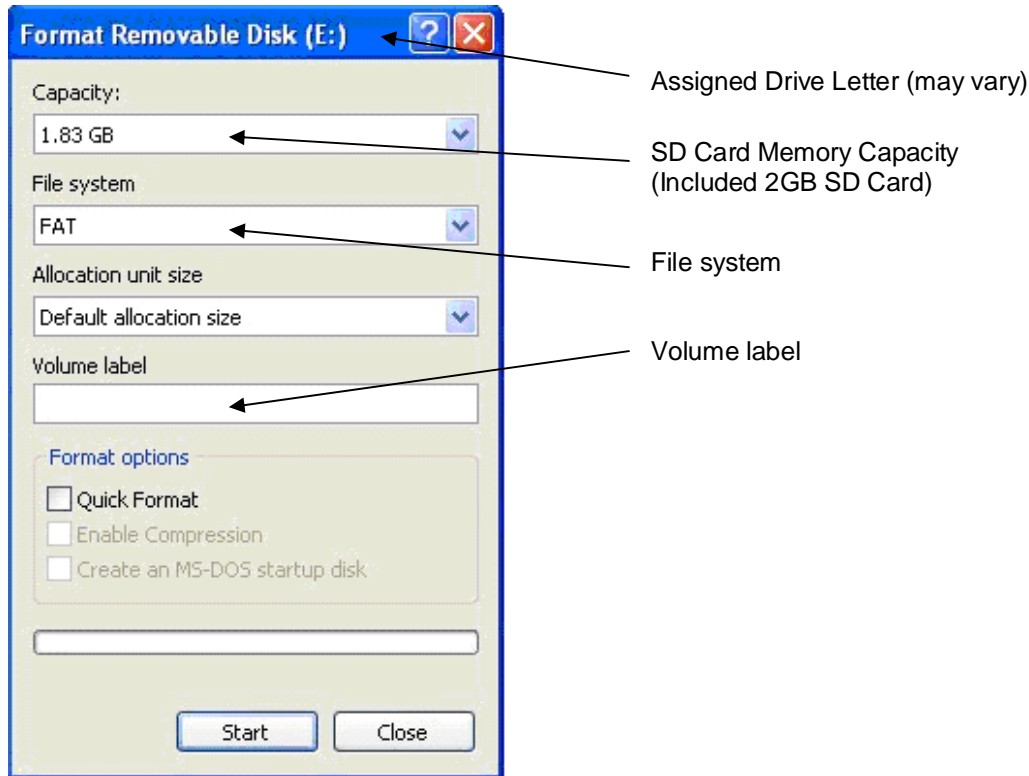 Format Removable Disk (E:)
Capacity:
1.83 GB
File system
FAT
Allocation unit size
Default allocation size
Volume label
Format options
Quick Format
Enable Compression
Create an MS-DOS startup disk
Start
Close
Assigned Drive Letter (may vary)
SD Card Memory Capacity
(Included 2GB SD Card)
File system
Volume label